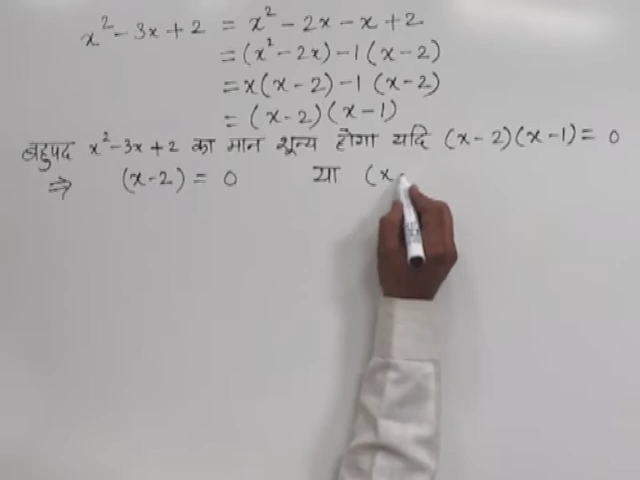 x² - 3x + 2 = x² - 2x - x + 2
= (x² - 2x) - 1 (x - 2)
= x(x - 2) - 1 (x - 2)
= (x - 2) (x - 1)
बहुपद x² - 3x + 2 का मान शून्य होगा यदि (x - 2) (x - 1) = 0
⇒ (x - 2) = 0 या (x